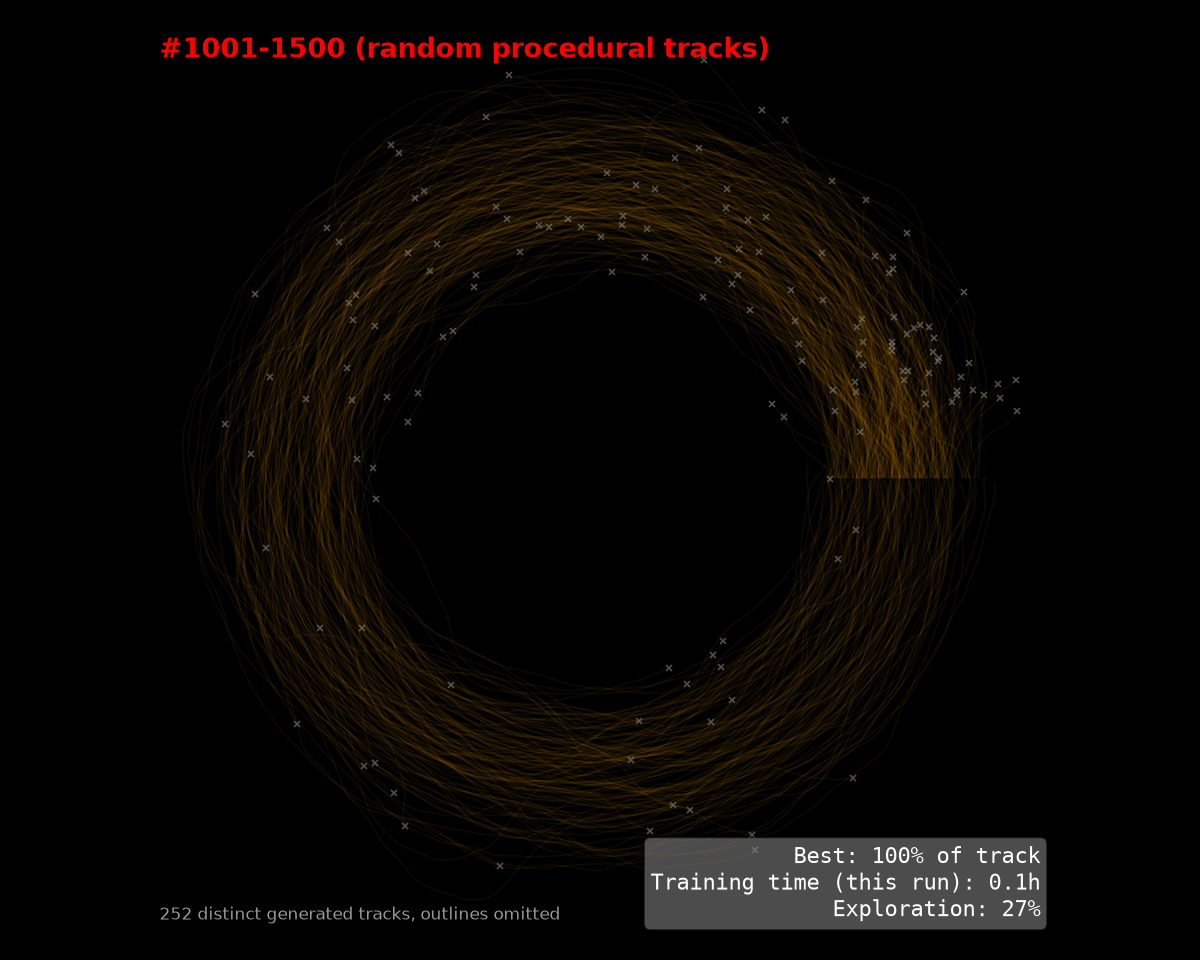 #1001-1500 (random procedural tracks)
Best: 100% of track
Training time (this run): 0.1h
Exploration: 27%
252 distinct generated tracks, outlines omitted